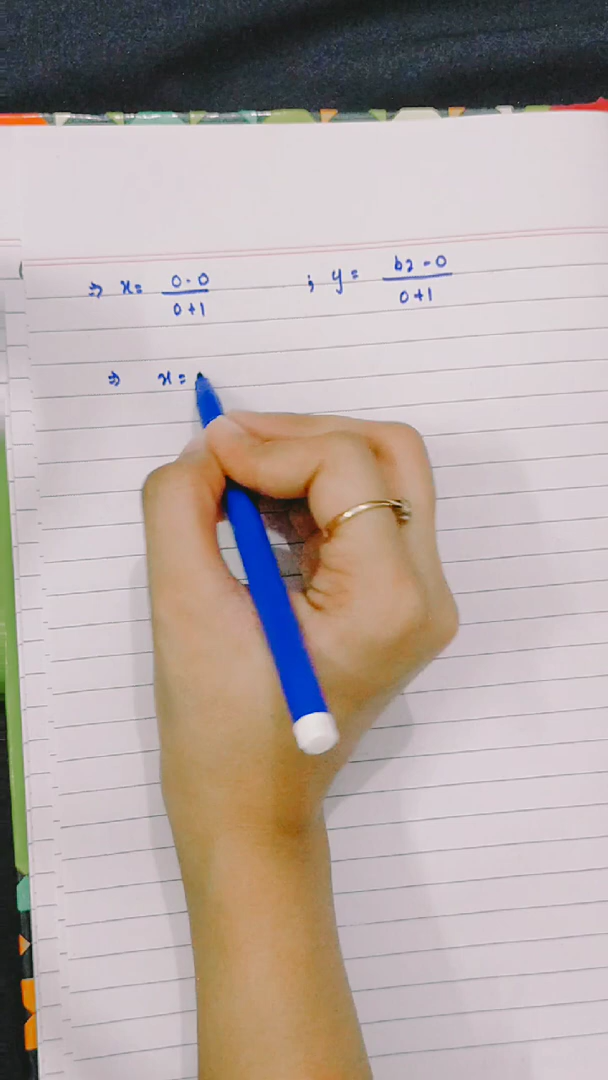 ⇒ x = 0-0 / 0+1 ; y = b2-0 / 0+1
⇒ x =